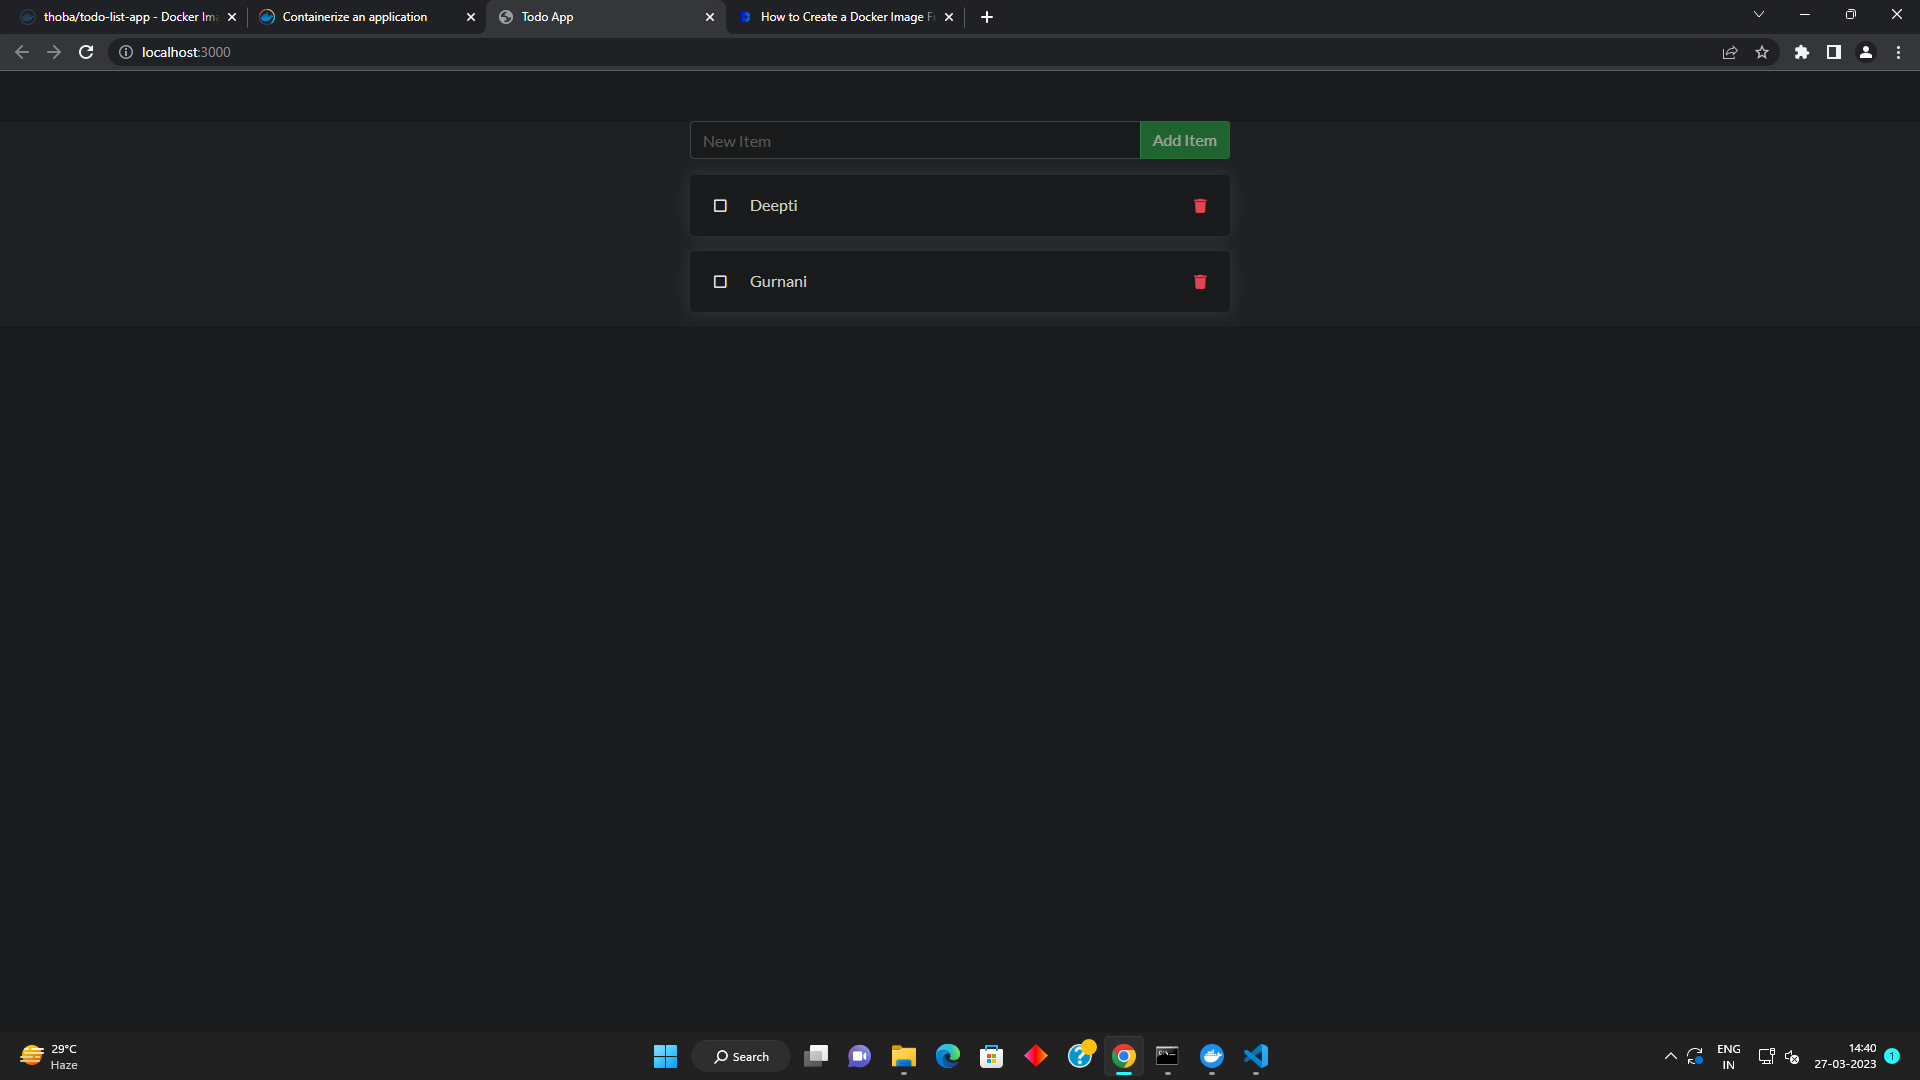 thoba/todo-list-app - Docker Im
Containerize an application
Todo App
How to Create a Docker Image F
localhost:3000
New Item
Add Item
Deepti
Gurnani
29°C
Haze
Search
ENG
IN
14:40
27-03-2023
1